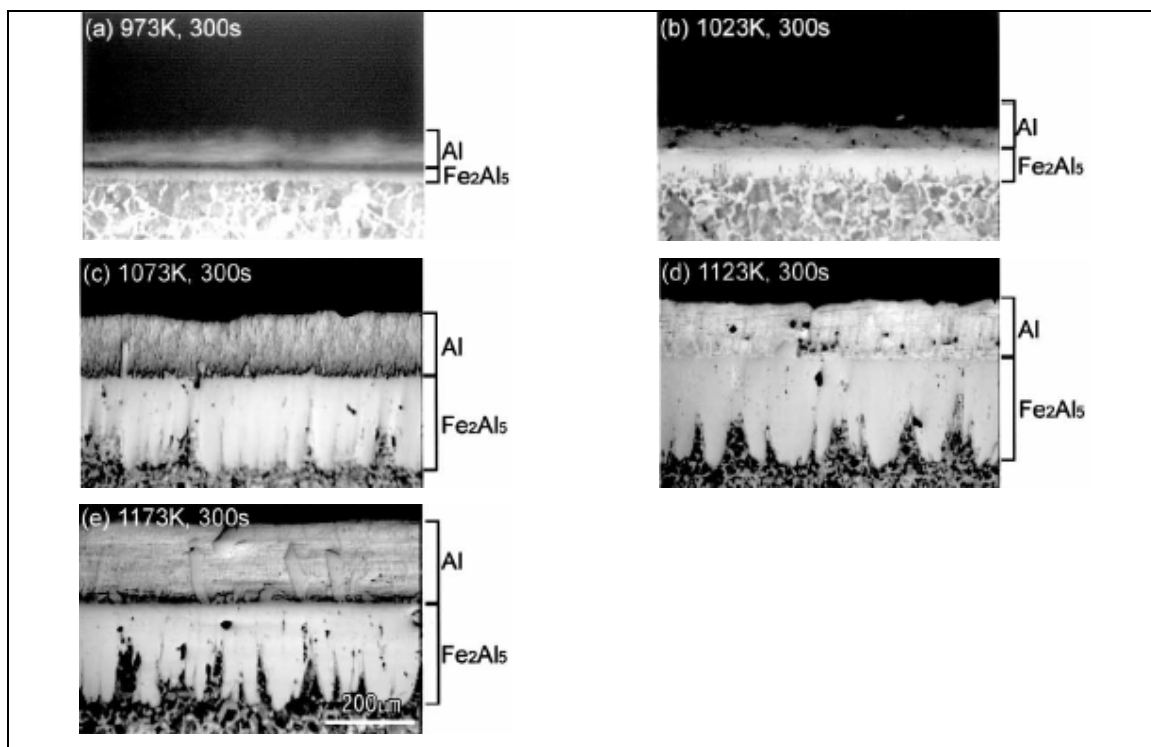 (a) 973K, 300s
Al
Fe₂Al₅
(b) 1023K, 300s
Al
Fe₂Al₅
(c) 1073K, 300s
Al
Fe₂Al₅
(d) 1123K, 300s
Al
Fe₂Al₅
(e) 1173K, 300s
Al
Fe₂Al₅
200μm